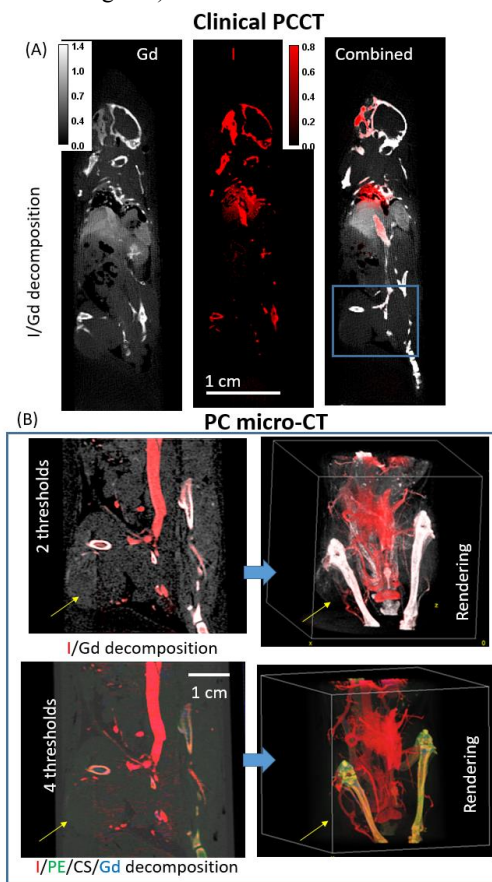 Clinical PCCT
(A)
1.4
1.0
0.7
0.4
0.0
Gd
I
0.8
0.6
0.4
0.2
0.0
Combined
I/Gd decomposition
1 cm
(B)
PC micro-CT
2 thresholds
Rendering
z
x
0
I/Gd decomposition
4 thresholds
1 cm
Rendering
I/PE/CS/Gd decomposition